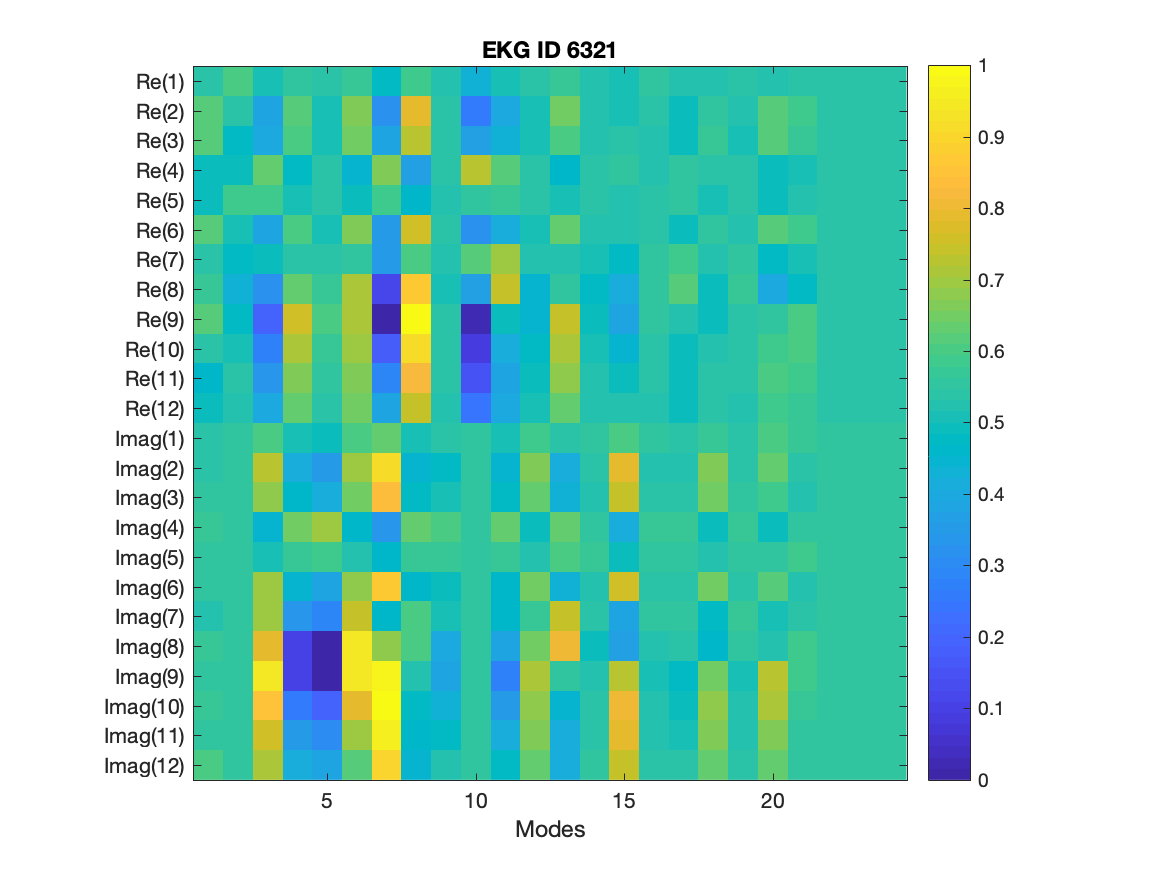 EKG ID 6321
Re(1)
Re(2)
Re(3)
Re(4)
Re(5)
Re(6)
Re(7)
Re(8)
Re(9)
Re(10)
Re(11)
Re(12)
Imag(1)
Imag(2)
Imag(3)
Imag(4)
Imag(5)
Imag(6)
Imag(7)
Imag(8)
Imag(9)
Imag(10)
Imag(11)
Imag(12)
5 10 15 20
Modes
1
0.9
0.8
0.7
0.6
0.5
0.4
0.3
0.2
0.1
0